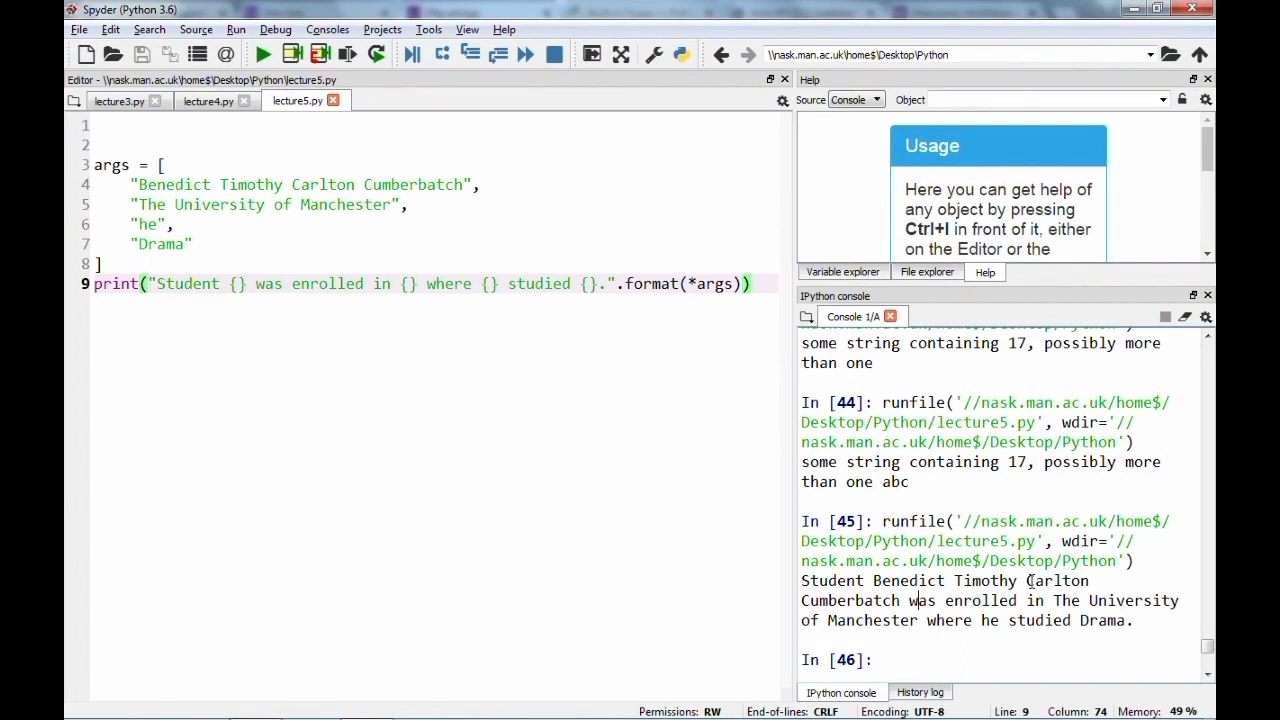 Spyder (Python 3.6)
File Edit Search Source Run Debug Consoles Projects Tools View Help
\\nask.man.ac.uk\home$\Desktop\Python
Editor - \\nask.man.ac.uk\home$\Desktop\Python\lecture5.py
lecture3.py lecture4.py lecture5.py
1
2
3 args = [
4 "Benedict Timothy Carlton Cumberbatch",
5 "The University of Manchester",
6 "he",
7 "Drama"
8 ]
9 print("Student {} was enrolled in {} where {} studied {}.".format(*args))
Help
Source Console Object
Usage
Here you can get help of
any object by pressing
Ctrl+I in front of it, either
on the Editor or the
Variable explorer File explorer Help
IPython console
Console 1/A
some string containing 17, possibly more
than one
In [44]: runfile('//nask.man.ac.uk/home$/
Desktop/Python/lecture5.py', wdir='//
nask.man.ac.uk/home$/Desktop/Python')
some string containing 17, possibly more
than one abc
In [45]: runfile('//nask.man.ac.uk/home$/
Desktop/Python/lecture5.py', wdir='//
nask.man.ac.uk/home$/Desktop/Python')
Student Benedict Timothy Carlton
Cumberbatch was enrolled in The University
of Manchester where he studied Drama.
In [46]:
IPython console History log
Permissions: RW End-of-lines: CRLF Encoding: UTF-8 Line: 9 Column: 74 Memory: 49 %